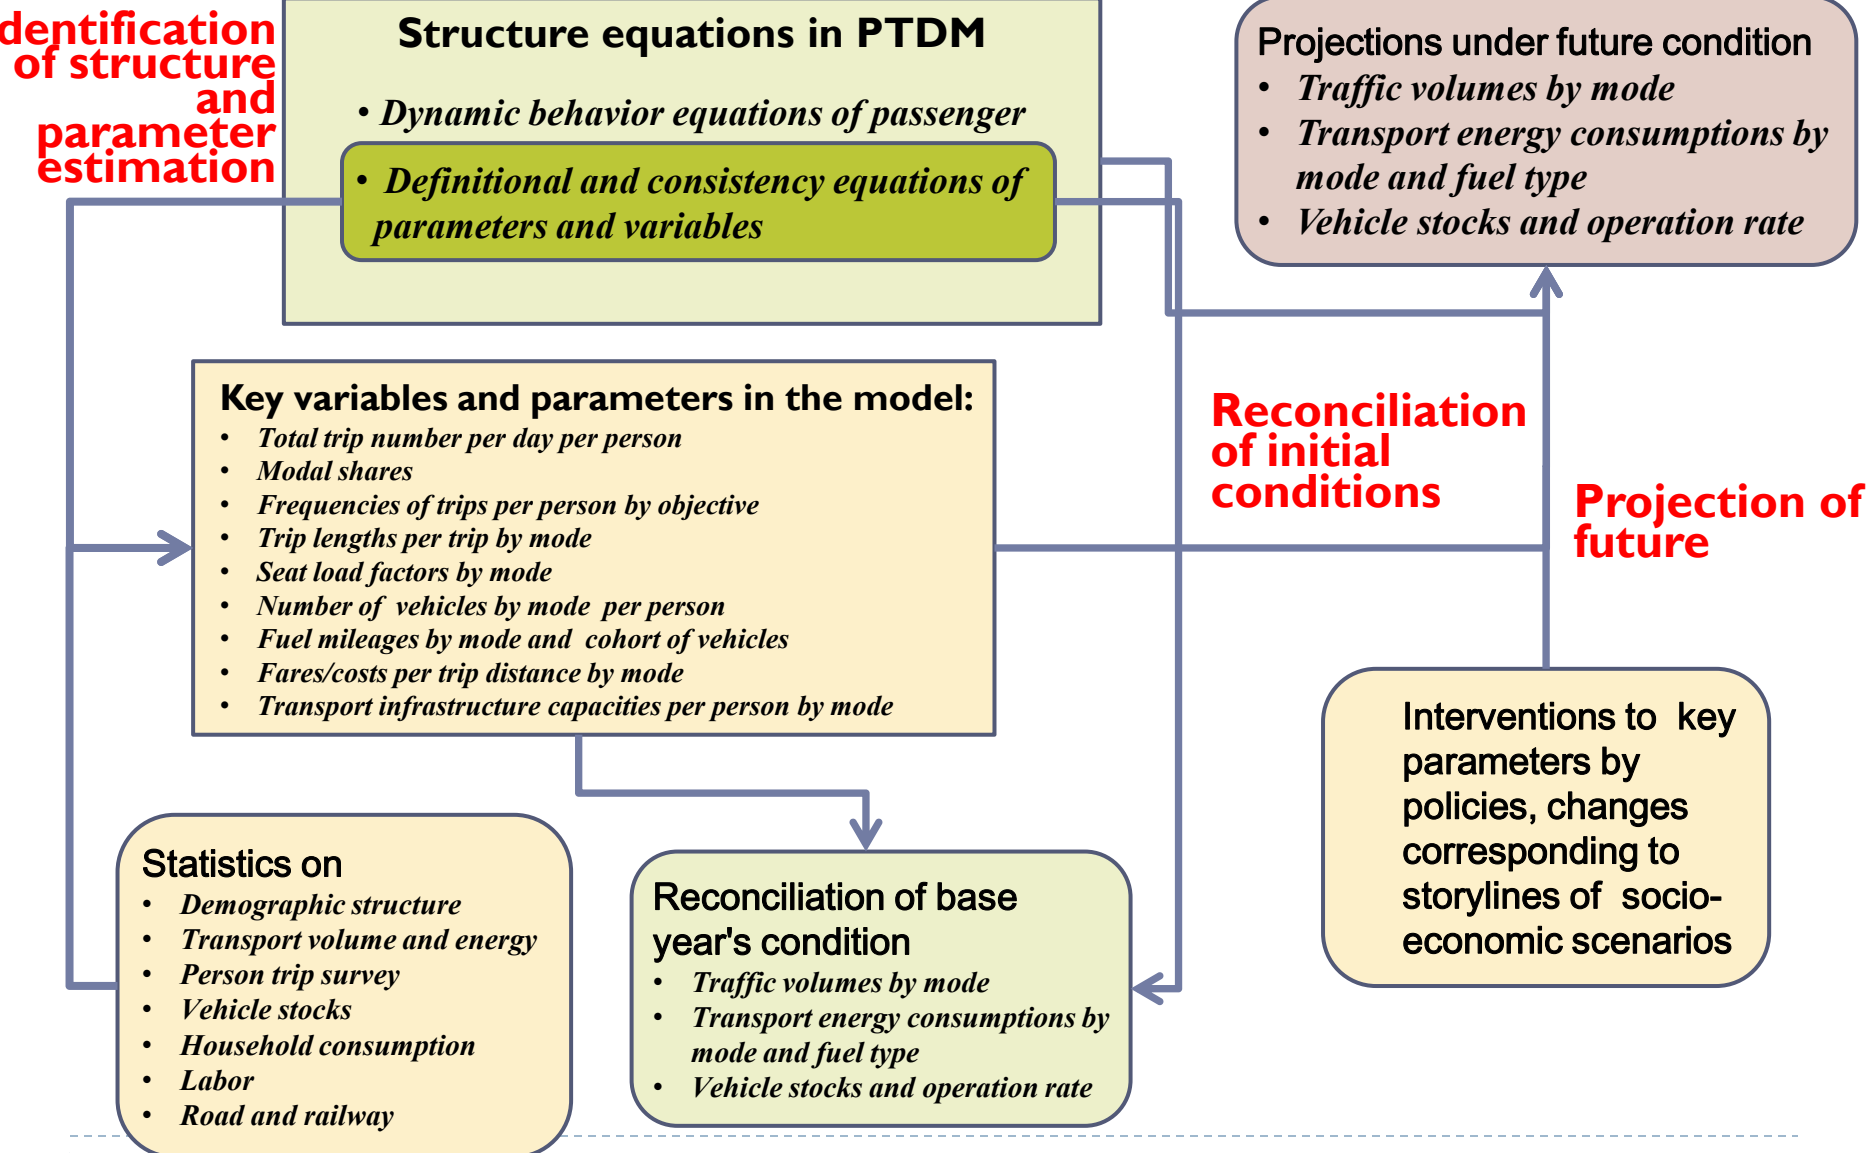 dentification
of structure
and
parameter
estimation
Structure equations in PTDM
• Dynamic behavior equations of passenger
• Definitional and consistency equations of
parameters and variables
Projections under future condition
• Traffic volumes by mode
• Transport energy consumptions by
mode and fuel type
• Vehicle stocks and operation rate
Key variables and parameters in the model:
• Total trip number per day per person
• Modal shares
• Frequencies of trips per person by objective
• Trip lengths per trip by mode
• Seat load factors by mode
• Number of vehicles by mode per person
• Fuel mileages by mode and cohort of vehicles
• Fares/costs per trip distance by mode
• Transport infrastructure capacities per person by mode
Reconciliation
of initial
conditions
Projection of
future
Statistics on
• Demographic structure
• Transport volume and energy
• Person trip survey
• Vehicle stocks
• Household consumption
• Labor
• Road and railway
Reconciliation of base
year's condition
• Traffic volumes by mode
• Transport energy consumptions by
mode and fuel type
• Vehicle stocks and operation rate
Interventions to key
parameters by
policies, changes
corresponding to
storylines of socio-
economic scenarios